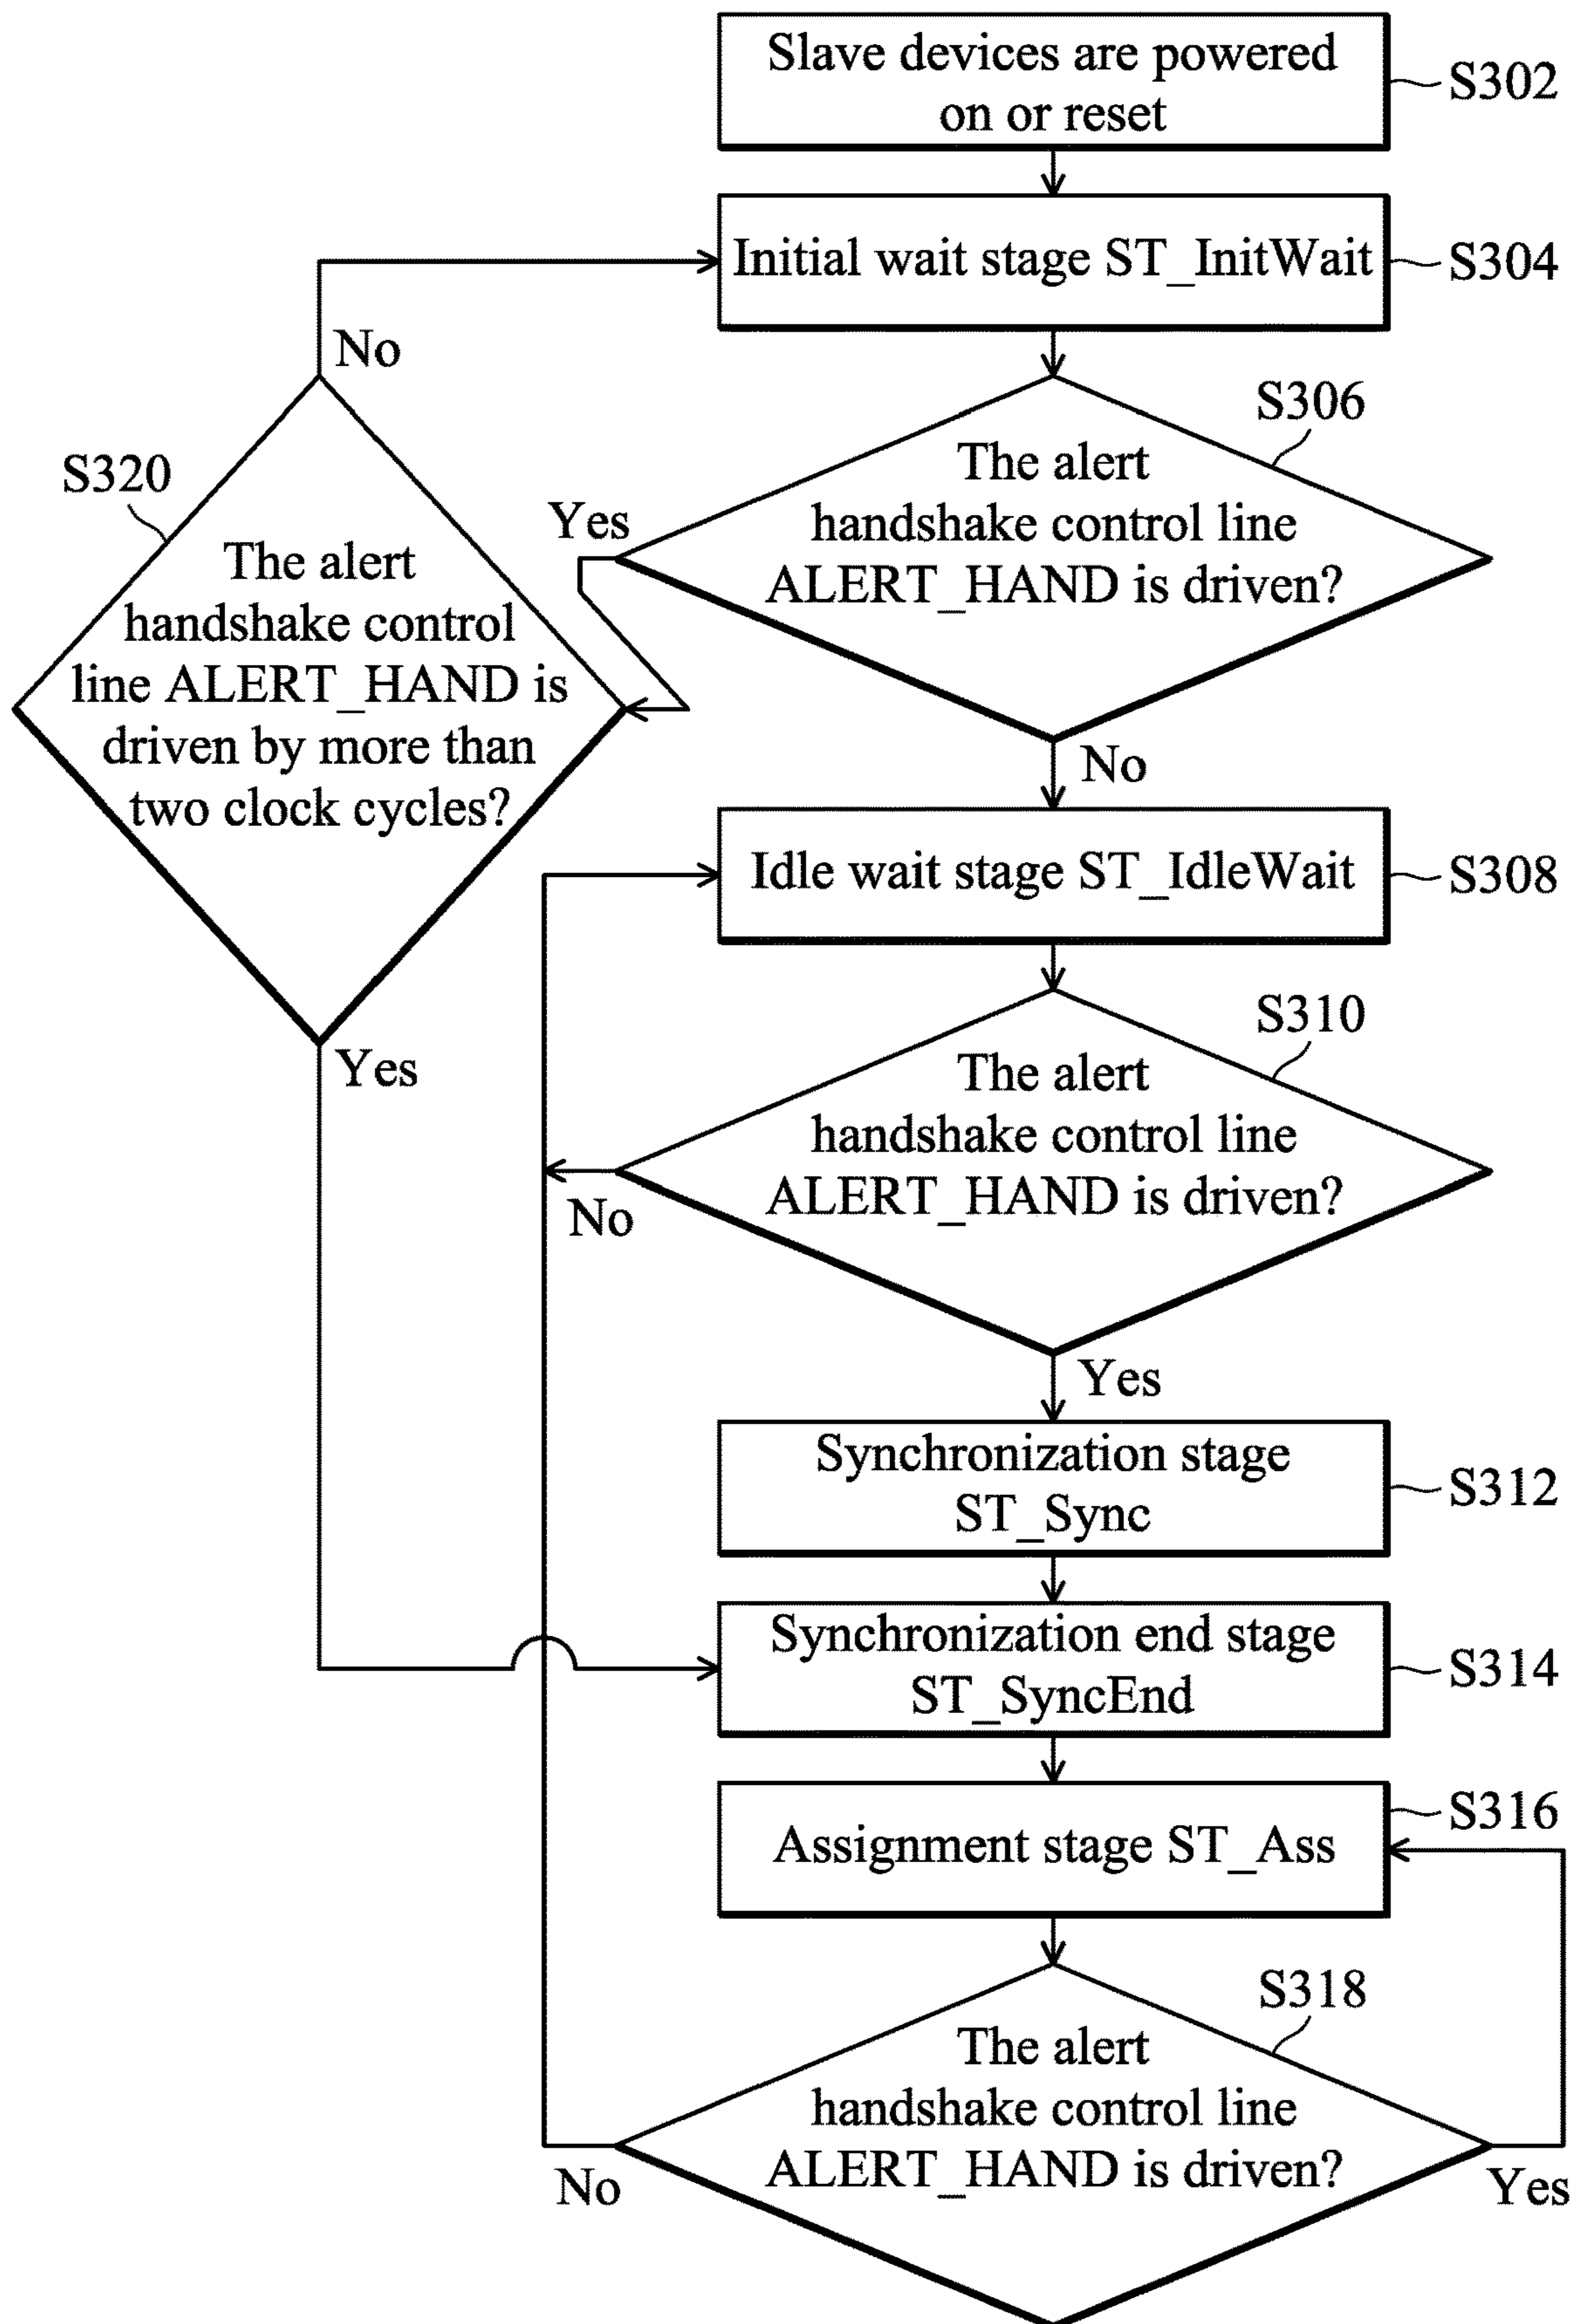 Slave devices are powered
on or reset
S302
Initial wait stage ST_InitWait
S304
No
S306
The alert
handshake control line
ALERT_HAND is driven?
Yes
S320
The alert
handshake control
line ALERT_HAND is
driven by more than
two clock cycles?
No
Idle wait stage ST_IdleWait
S308
S310
The alert
handshake control line
ALERT_HAND is driven?
Yes
No
Yes
Synchronization stage
ST_Sync
S312
Synchronization end stage
ST_SyncEnd
S314
Assignment stage ST_Ass
S316
S318
The alert
handshake control line
ALERT_HAND is driven?
No
Yes